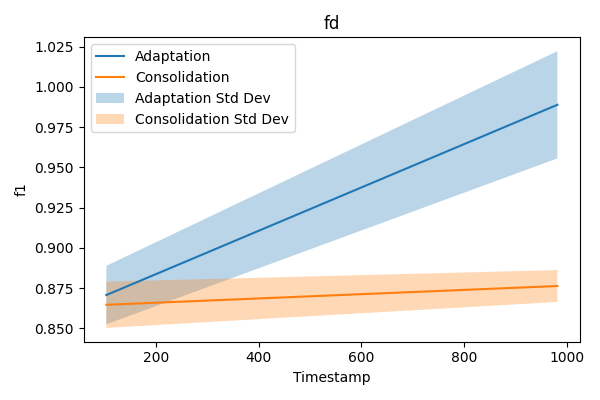 fd
1.025
1.000
0.975
0.950
0.925
0.900
0.875
0.850
f1
Adaptation
Consolidation
Adaptation Std Dev
Consolidation Std Dev
200
400
600
800
1000
Timestamp